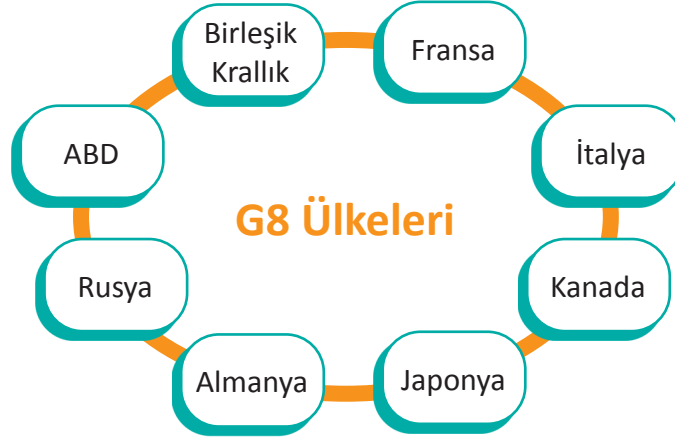 Birleşik
Krallık
Fransa
ABD
İtalya
G8 Ülkeleri
Rusya
Kanada
Almanya
Japonya